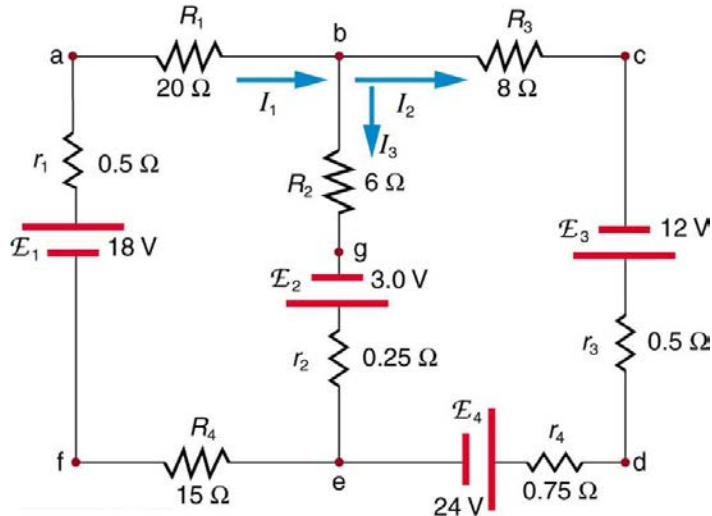 R₁
b
R₃
a
c
20 Ω
I₁
I₂
8 Ω
I₃
r₁
0.5 Ω
R₂
6 Ω
ℰ₁
18 V
g
ℰ₃
12 V
ℰ₂
3.0 V
r₂
0.25 Ω
r₃
0.5 Ω
R₄
ℰ₄
r₄
f
e
d
15 Ω
24 V
0.75 Ω